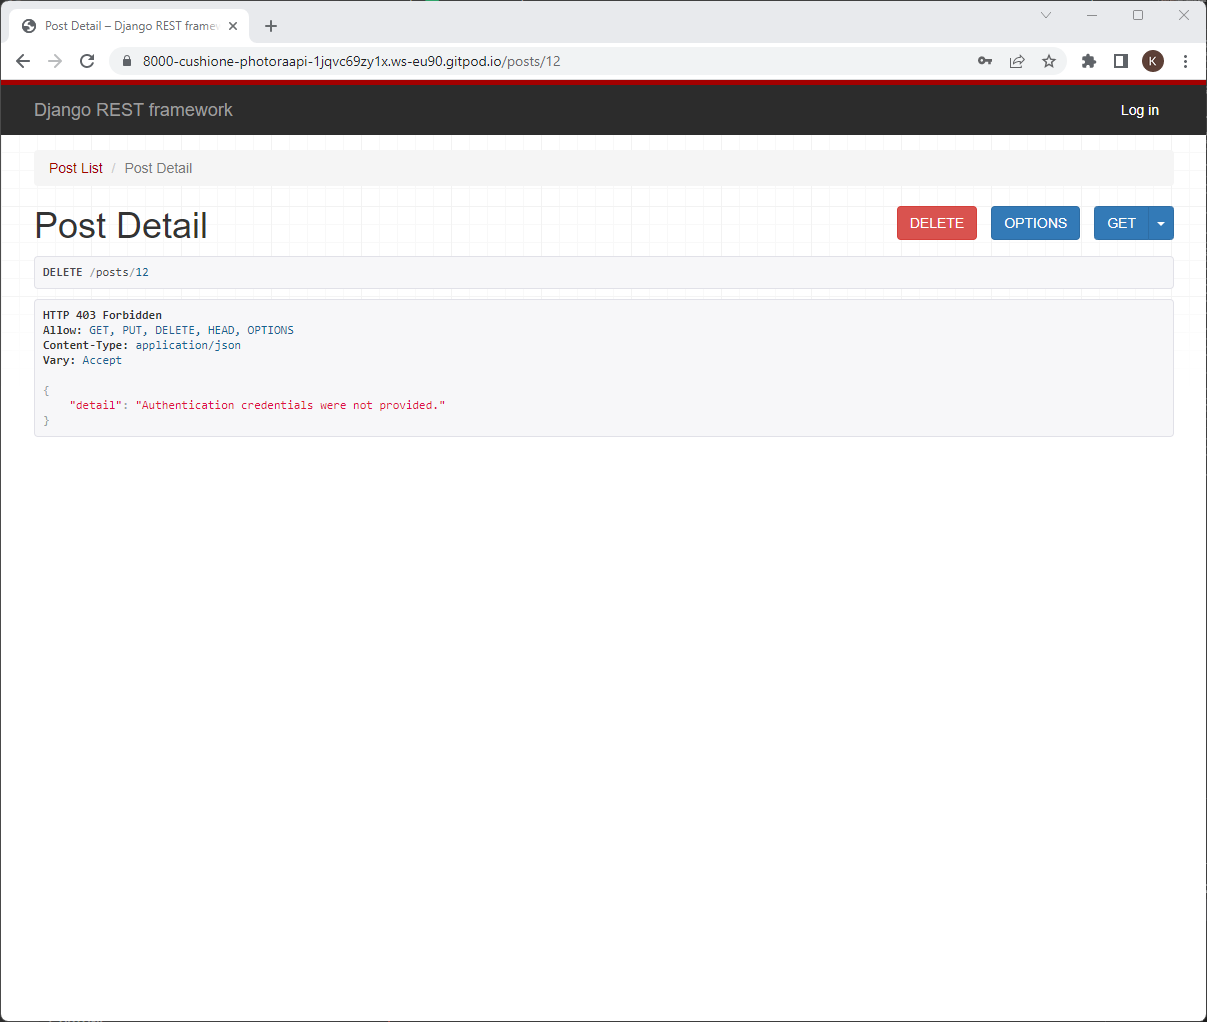 Post Detail – Django REST framew
8000-cushione-photoraapi-1jqvc69zy1x.ws-eu90.gitpod.io/posts/12
K
Django REST framework
Log in
Post List / Post Detail
Post Detail
DELETE
OPTIONS
GET
DELETE /posts/12
HTTP 403 Forbidden
Allow: GET, PUT, DELETE, HEAD, OPTIONS
Content-Type: application/json
Vary: Accept
{
"detail": "Authentication credentials were not provided."
}